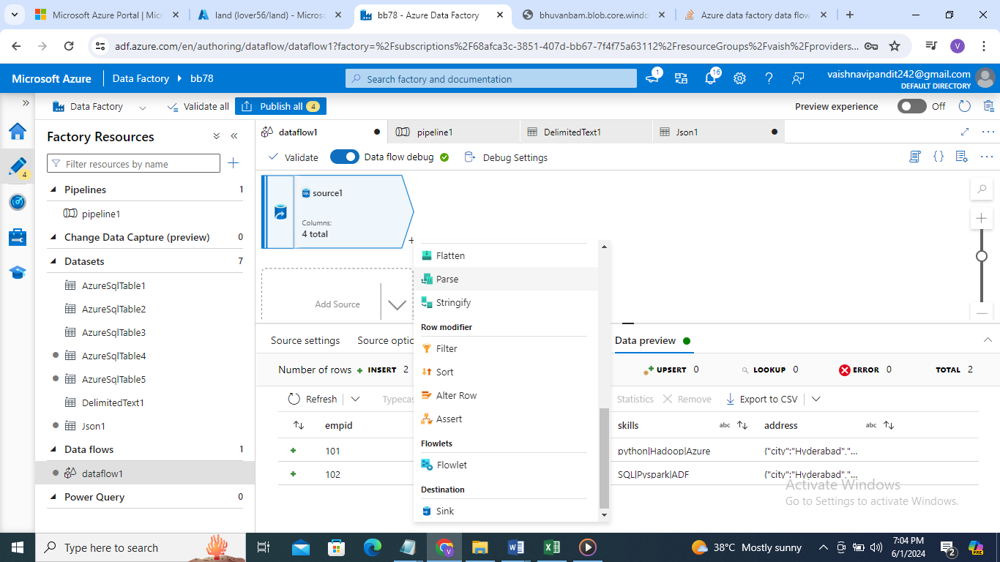 Microsoft Azure Portal | Micr
land (lover56/land) - Microso
bb78 - Azure Data Factory
bhuvanbam.blob.core.windo
Azure data factory data flow
adf.azure.com/en/authoring/dataflow/dataflow1?factory=%2Fsubscriptions%2F68afca3c-3851-407d-bb67-7f4f75a63112%2FresourceGroups%2Fvaish%2Fproviders...
V
Microsoft Azure
Data Factory
bb78
Search factory and documentation
1
16
vaishnavipandit242@gmail.com
DEFAULT DIRECTORY
Data Factory
Validate all
Publish all 4
Preview experience
Off
Factory Resources
dataflow1
pipeline1
DelimitedText1
Json1
Filter resources by name
Validate
Data flow debug
Debug Settings
4
Pipelines 1
pipeline1
Change Data Capture (preview) 0
Datasets 7
AzureSqlTable1
AzureSqlTable2
AzureSqlTable3
AzureSqlTable4
AzureSqlTable5
DelimitedText1
Json1
Data flows 1
dataflow1
Power Query 0
SQL
source1
Columns:
4 total
Add Source
Flatten
Parse
Stringify
Row modifier
Filter
Sort
Alter Row
Assert
Flowlets
Flowlet
Destination
Sink
Source settings
Source optio
Data preview
Number of rows
INSERT 2
UPSERT 0
LOOKUP 0
ERROR 0
TOTAL 2
Refresh
Typecas
Statistics
Remove
Export to CSV
empid
skills abc
address abc
101
python|Hadoop|Azure
{"city":"Hyderabad","...
102
SQL|Pyspark|ADF
{"city":"Hyderabad","...
Activate Windows
Go to Settings to activate Windows.
Type here to search
V
38°C Mostly sunny
7:04 PM
6/1/2024
2
PRE